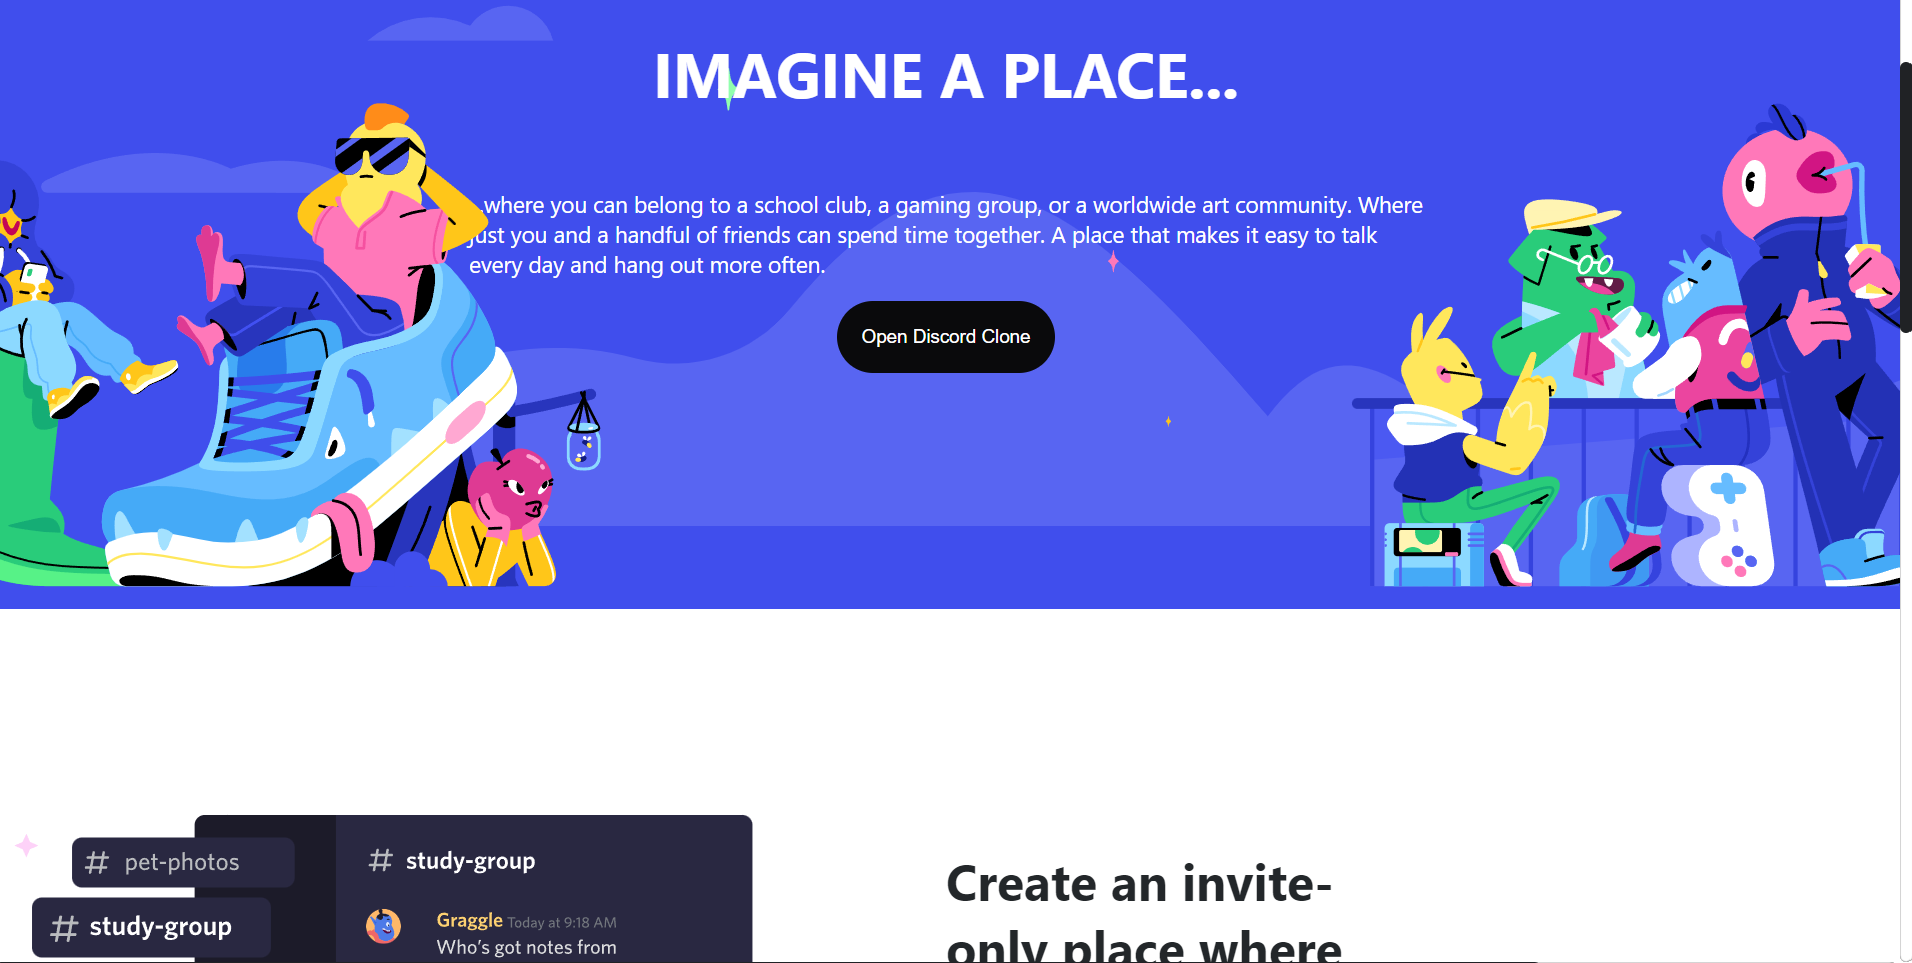 IMAGINE A PLACE...
...where you can belong to a school club, a gaming group, or a worldwide art community. Where
just you and a handful of friends can spend time together. A place that makes it easy to talk
every day and hang out more often.
Open Discord Clone
# pet-photos
# study-group
# study-group
Graggle Today at 9:18 AM
Who's got notes from
Create an invite-
only place where